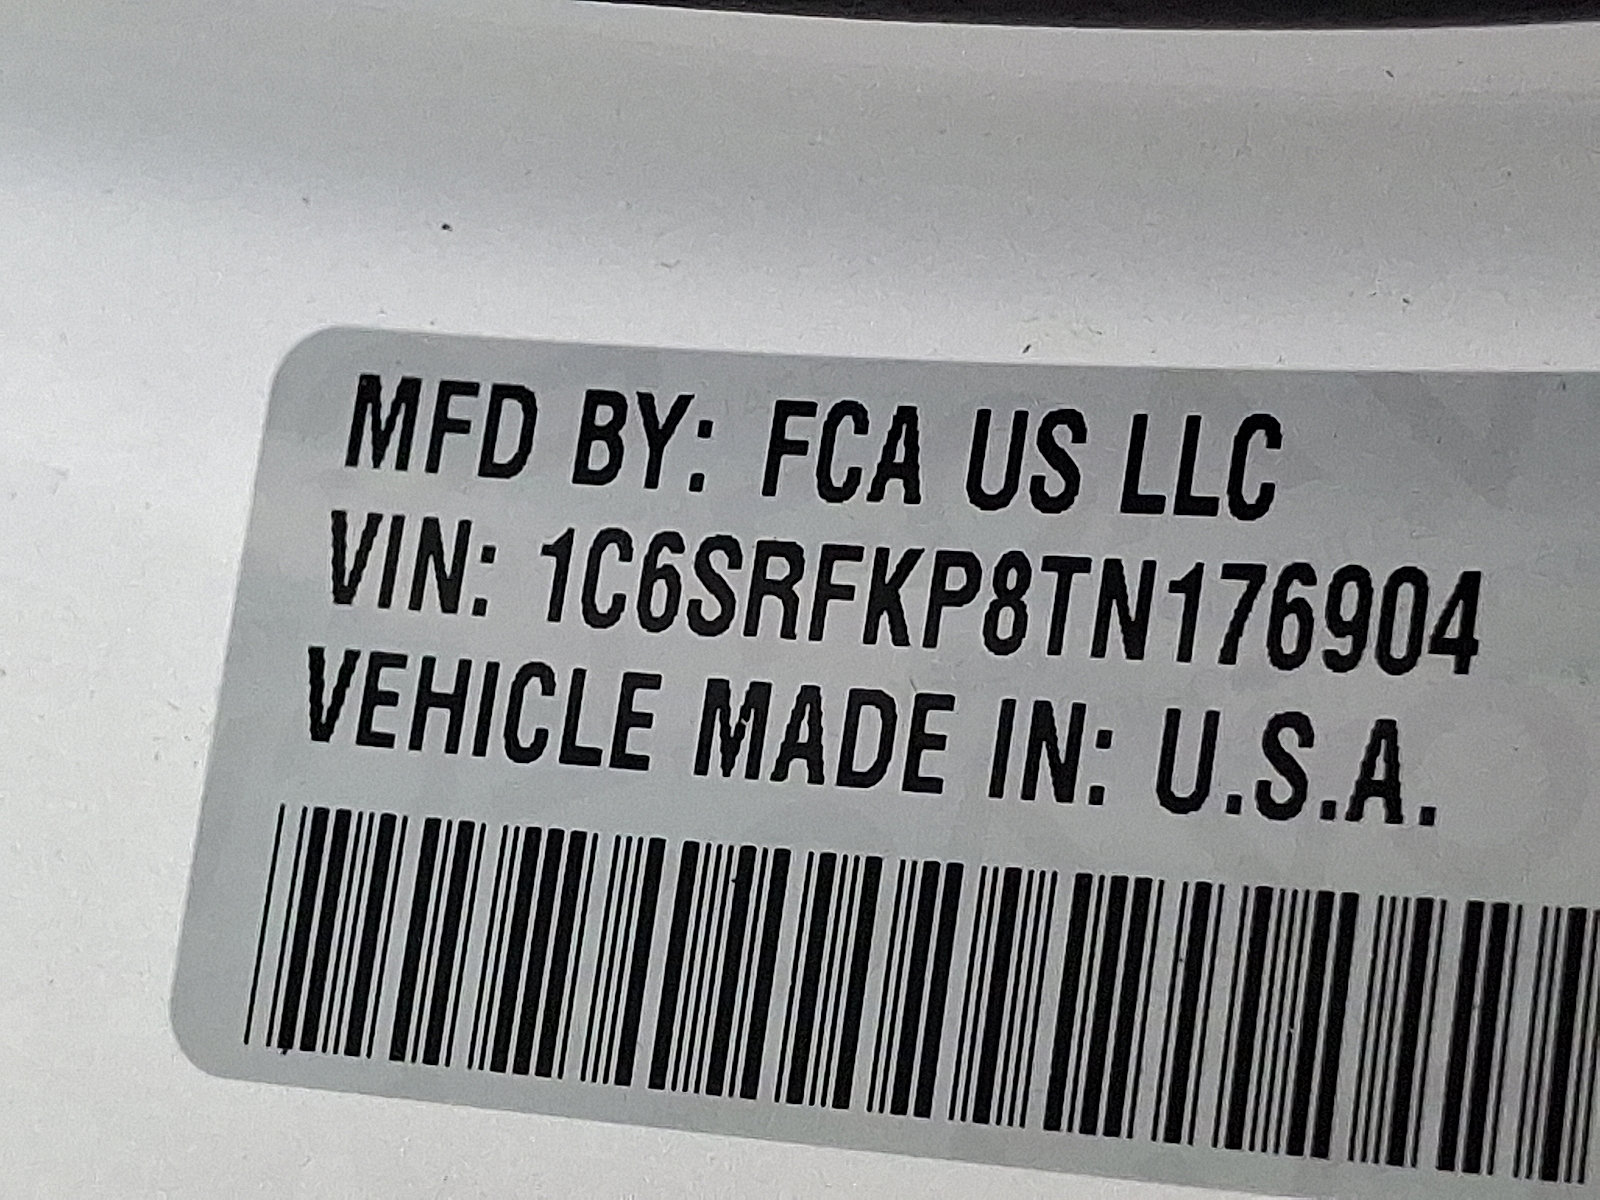 MFD BY: FCA US LLC
VIN: 1C6SRFKP8TN176904
VEHICLE MADE IN: U.S.A.